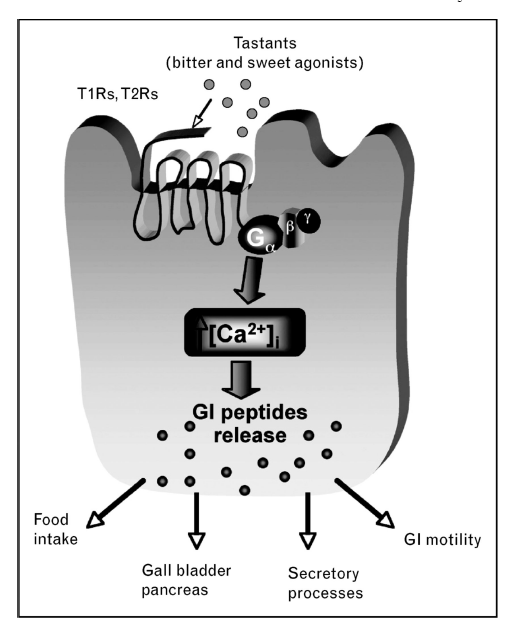 Tastants
(bitter and sweet agonists)
T1Rs, T2Rs
Gα β γ
[Ca²⁺]i
GI peptides
release
Food
intake
Gall bladder
pancreas
Secretory
processes
GI motility